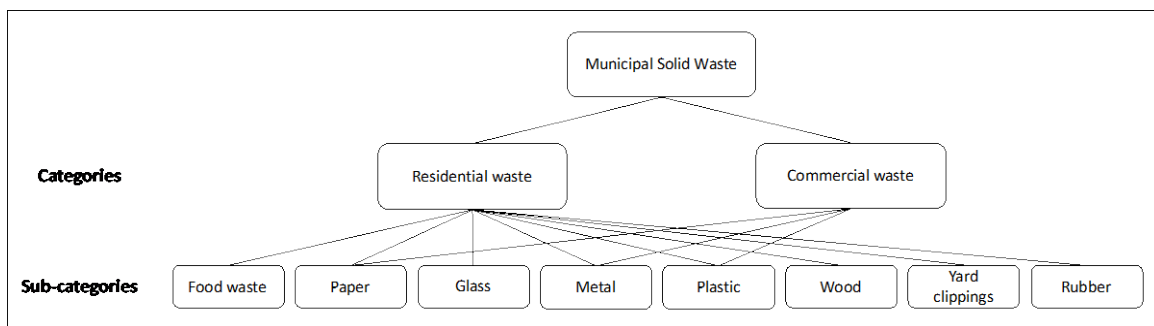 Municipal Solid Waste
Categories
Residential waste
Commercial waste
Sub-categories
Food waste
Paper
Glass
Metal
Plastic
Wood
Yard
clippings
Rubber